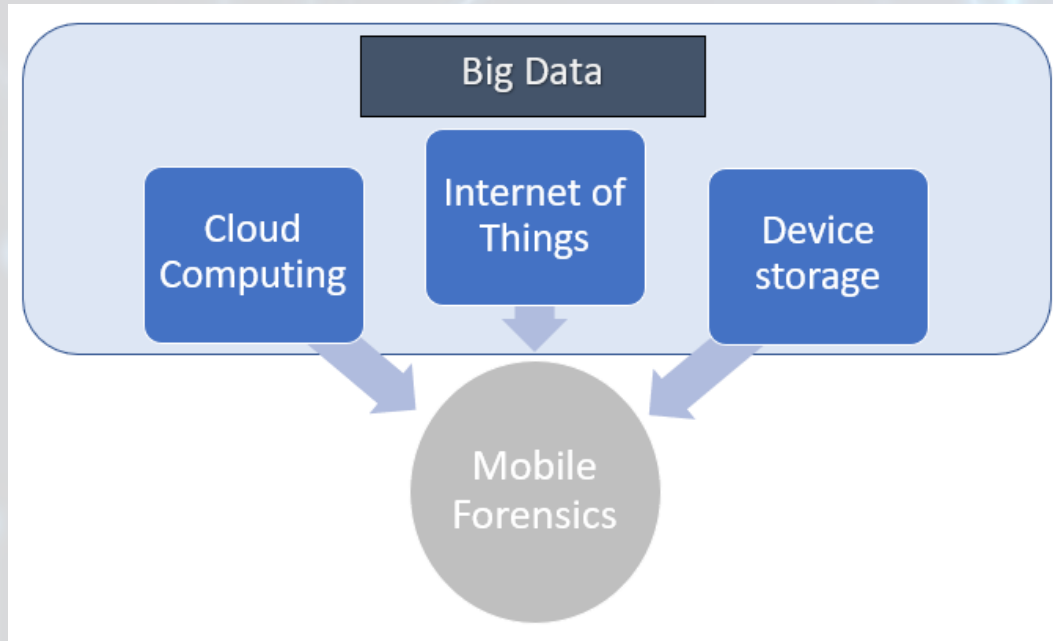 Big Data
Cloud
Computing
Internet of
Things
Device
storage
Mobile
Forensics